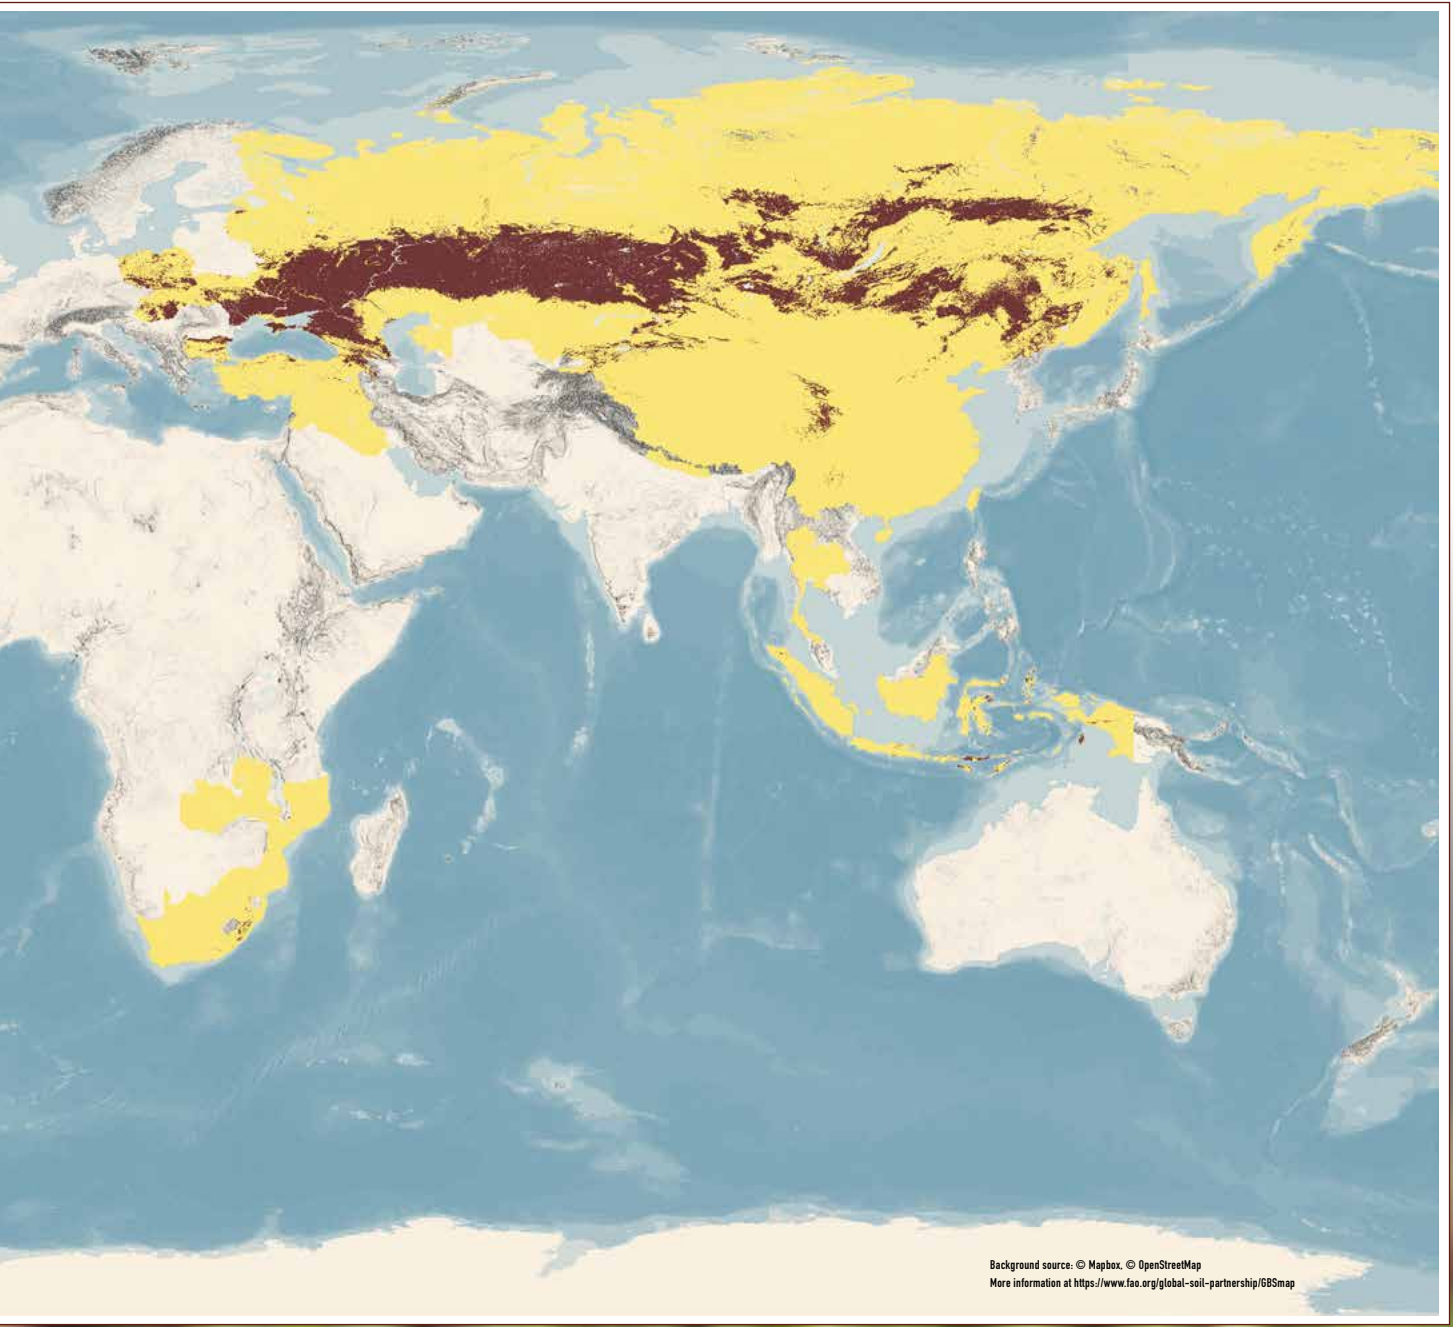 Background source: © Mapbox, © OpenStreetMap
More information at https://www.fao.org/global-soil-partnership/GBSmap